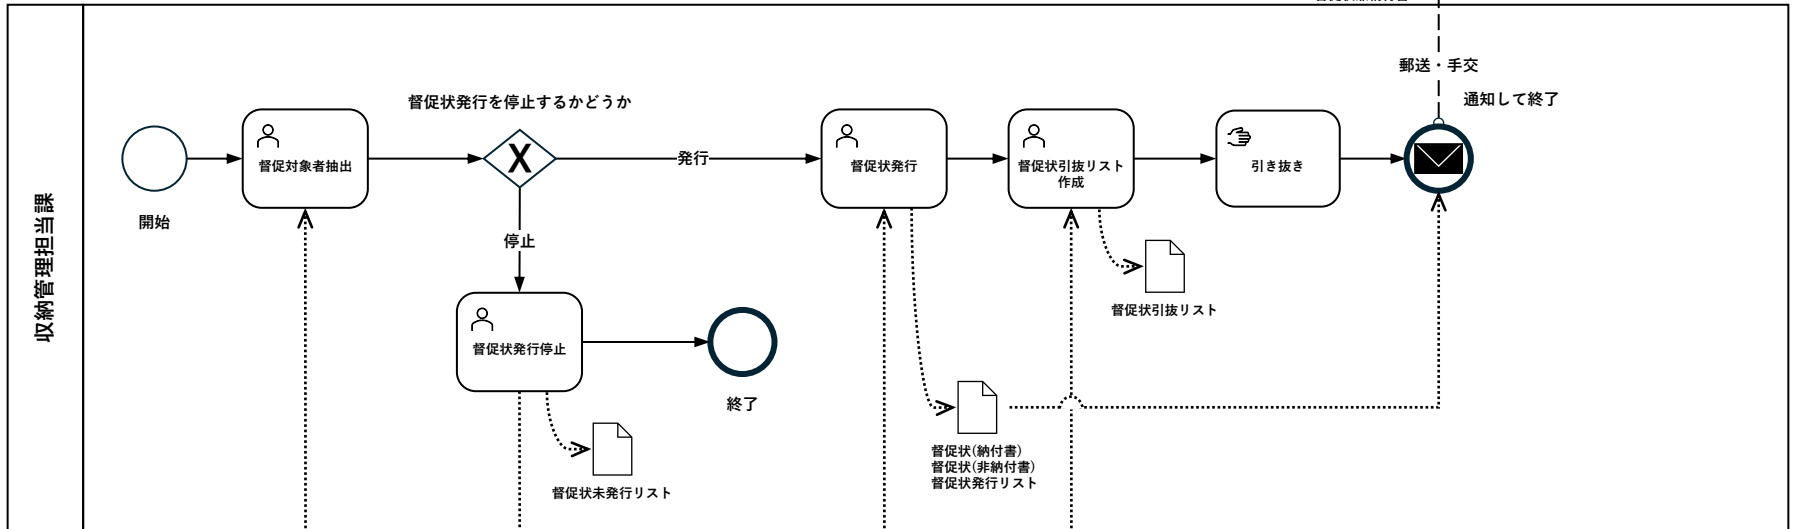 郵送・手交
通知して終了
督促状発行を停止するかどうか
督促対象者抽出
発行
督促状発行
督促状引抜リスト
作成
引き抜き
開始
停止
収納管理担当課
督促状引抜リスト
督促状発行停止
終了
督促状(納付書)
督促状(非納付書)
督促状発行リスト
督促状未発行リスト